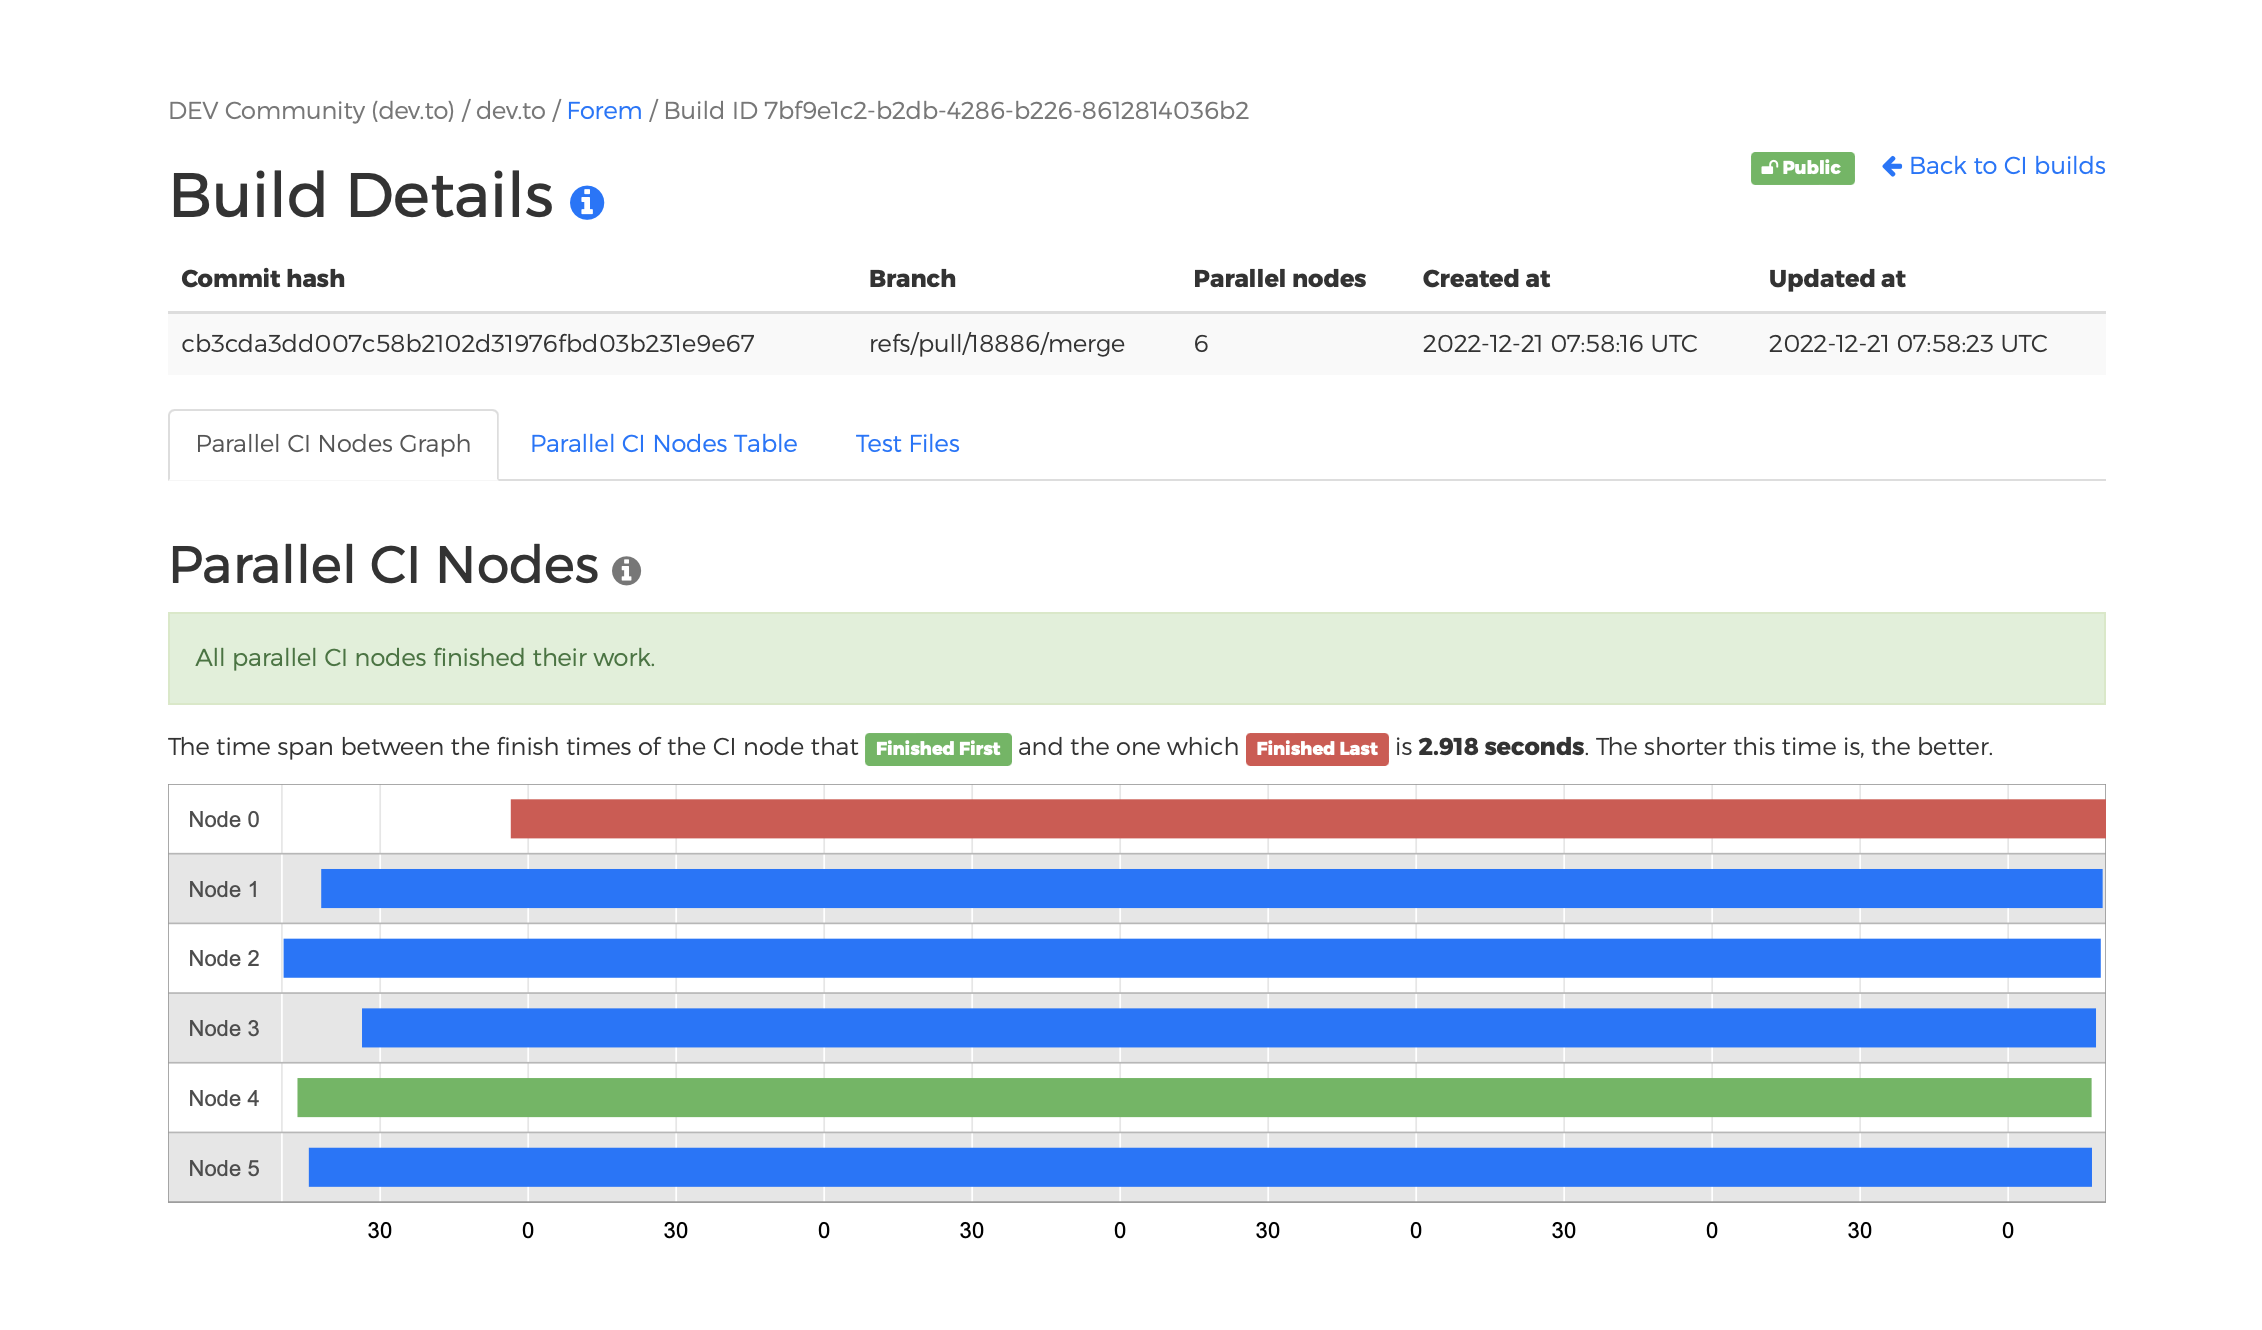 DEV Community (dev.to) / dev.to / Forem / Build ID 7bf9e1c2-b2db-4286-b226-8612814036b2
Public Back to CI builds
Build Details
Commit hash Branch Parallel nodes Created at Updated at
cb3cda3dd007c58b2102d31976fbd03b231e9e67 refs/pull/18886/merge 6 2022-12-21 07:58:16 UTC 2022-12-21 07:58:23 UTC
Parallel CI Nodes Graph Parallel CI Nodes Table Test Files
Parallel CI Nodes
All parallel CI nodes finished their work.
The time span between the finish times of the CI node that Finished First and the one which Finished Last is 2.918 seconds. The shorter this time is, the better.
Node 0
Node 1
Node 2
Node 3
Node 4
Node 5
30 0 30 0 30 0 30 0 30 0 30 0